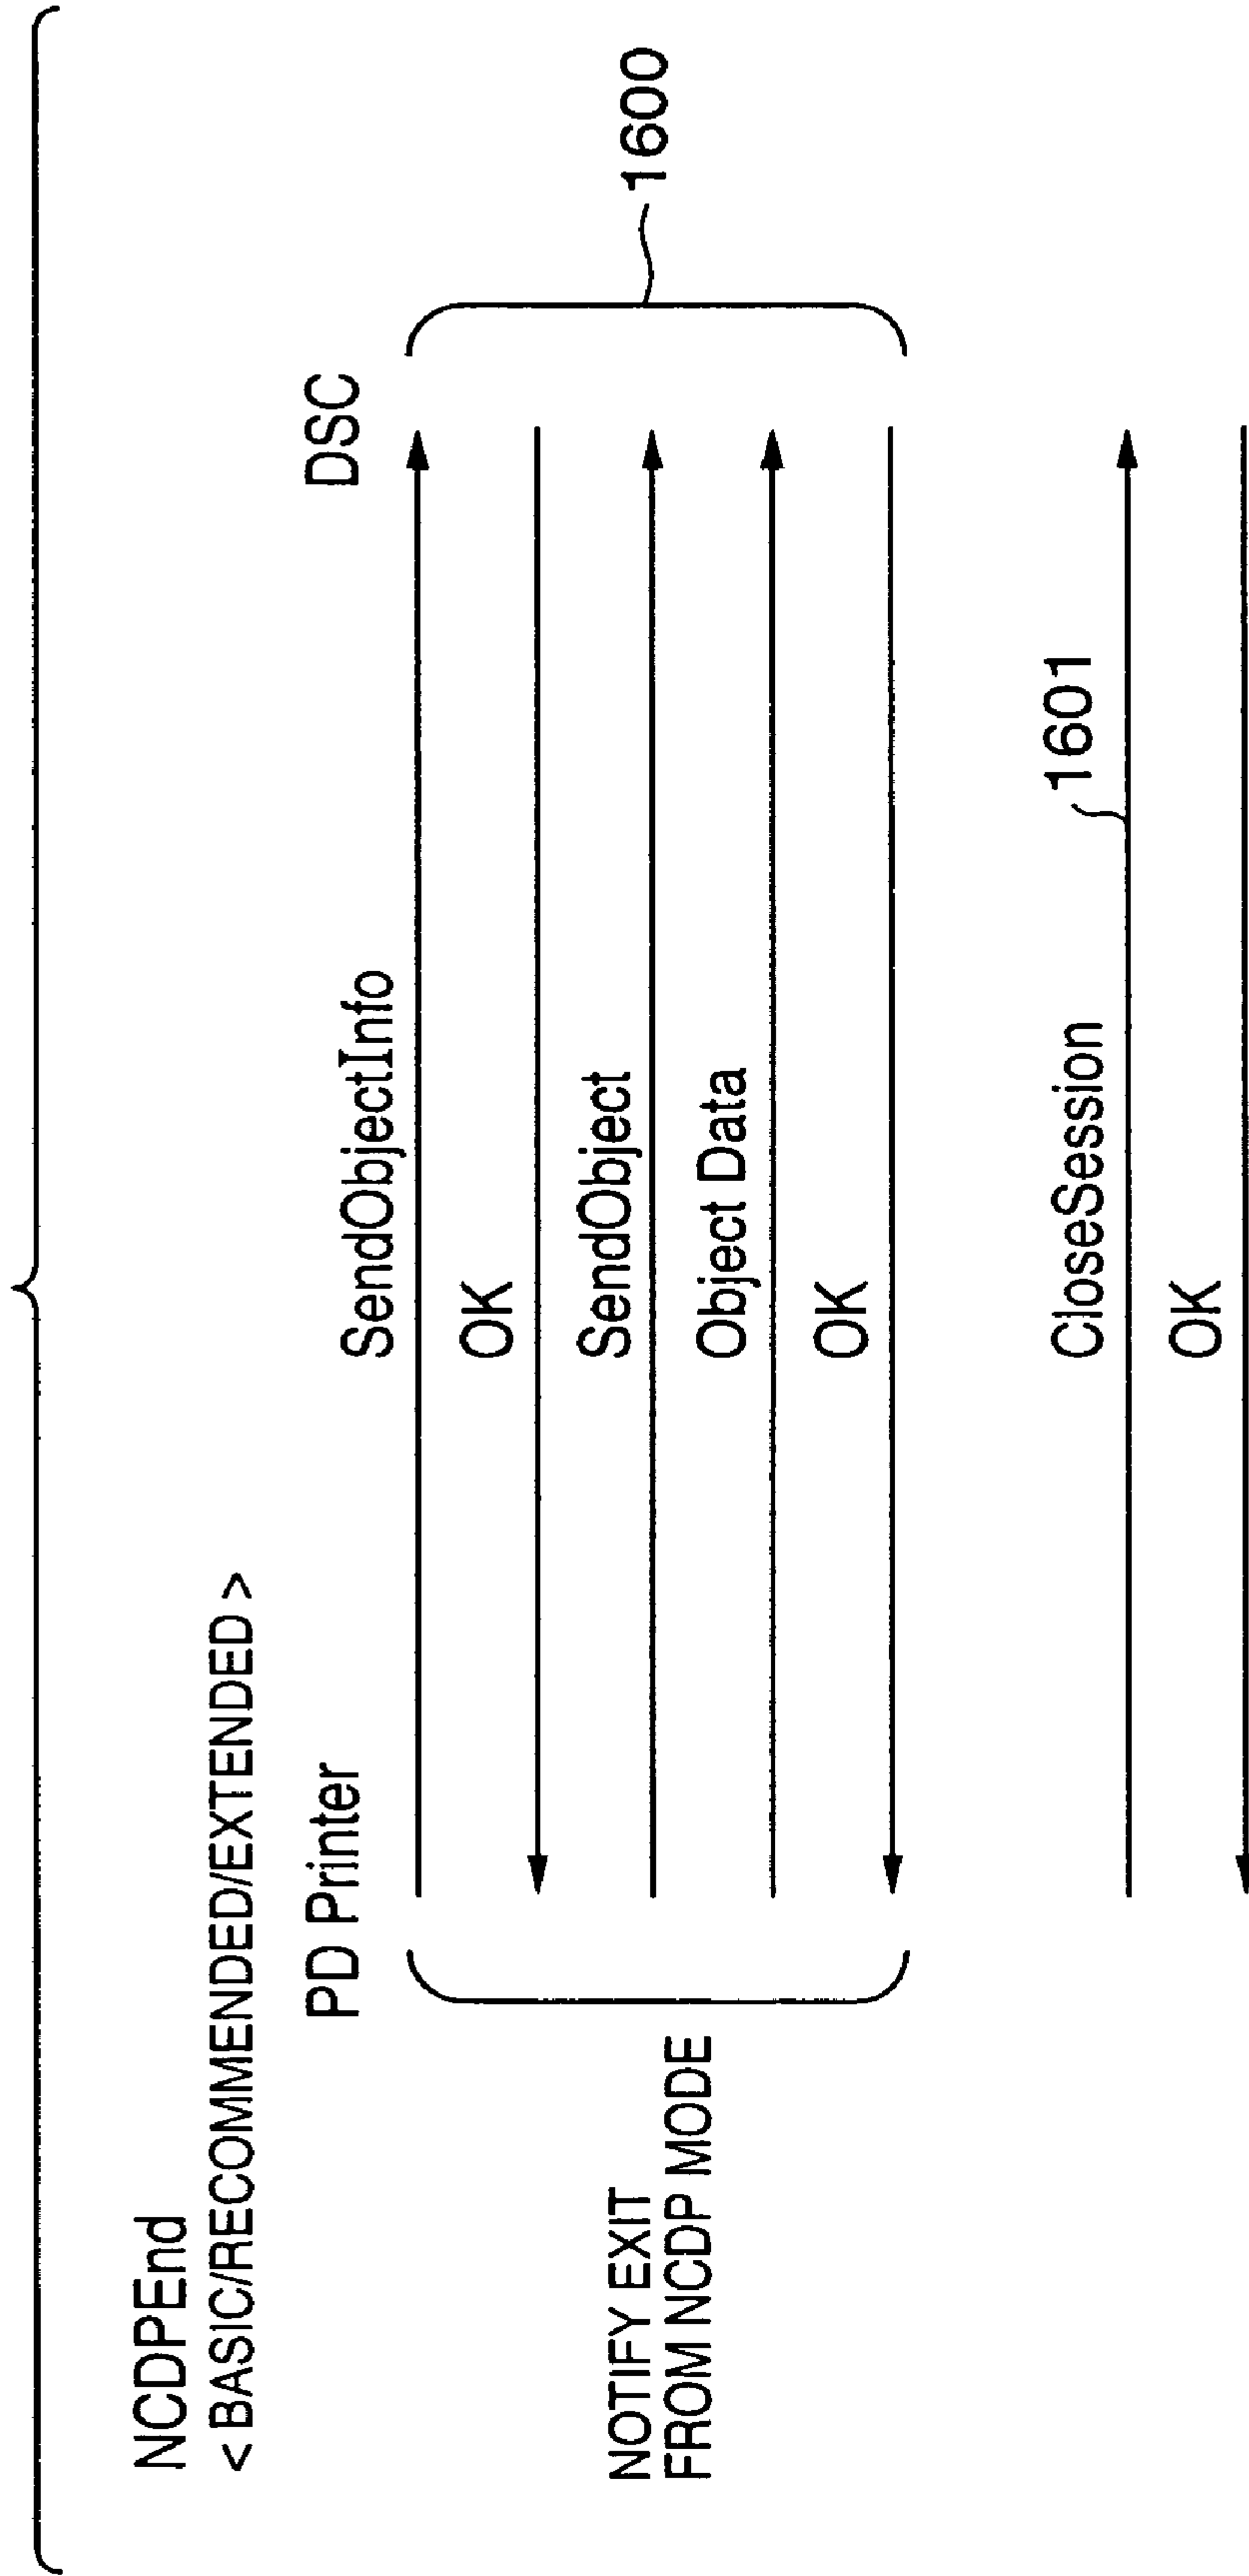 NCDPEnd
< BASIC/RECOMMENDED/EXTENDED >
PD Printer
DSC
SendObjectInfo
OK
SendObject
Object Data
OK
NOTIFY EXIT
FROM NCDP MODE
1600
CloseSession
1601
OK